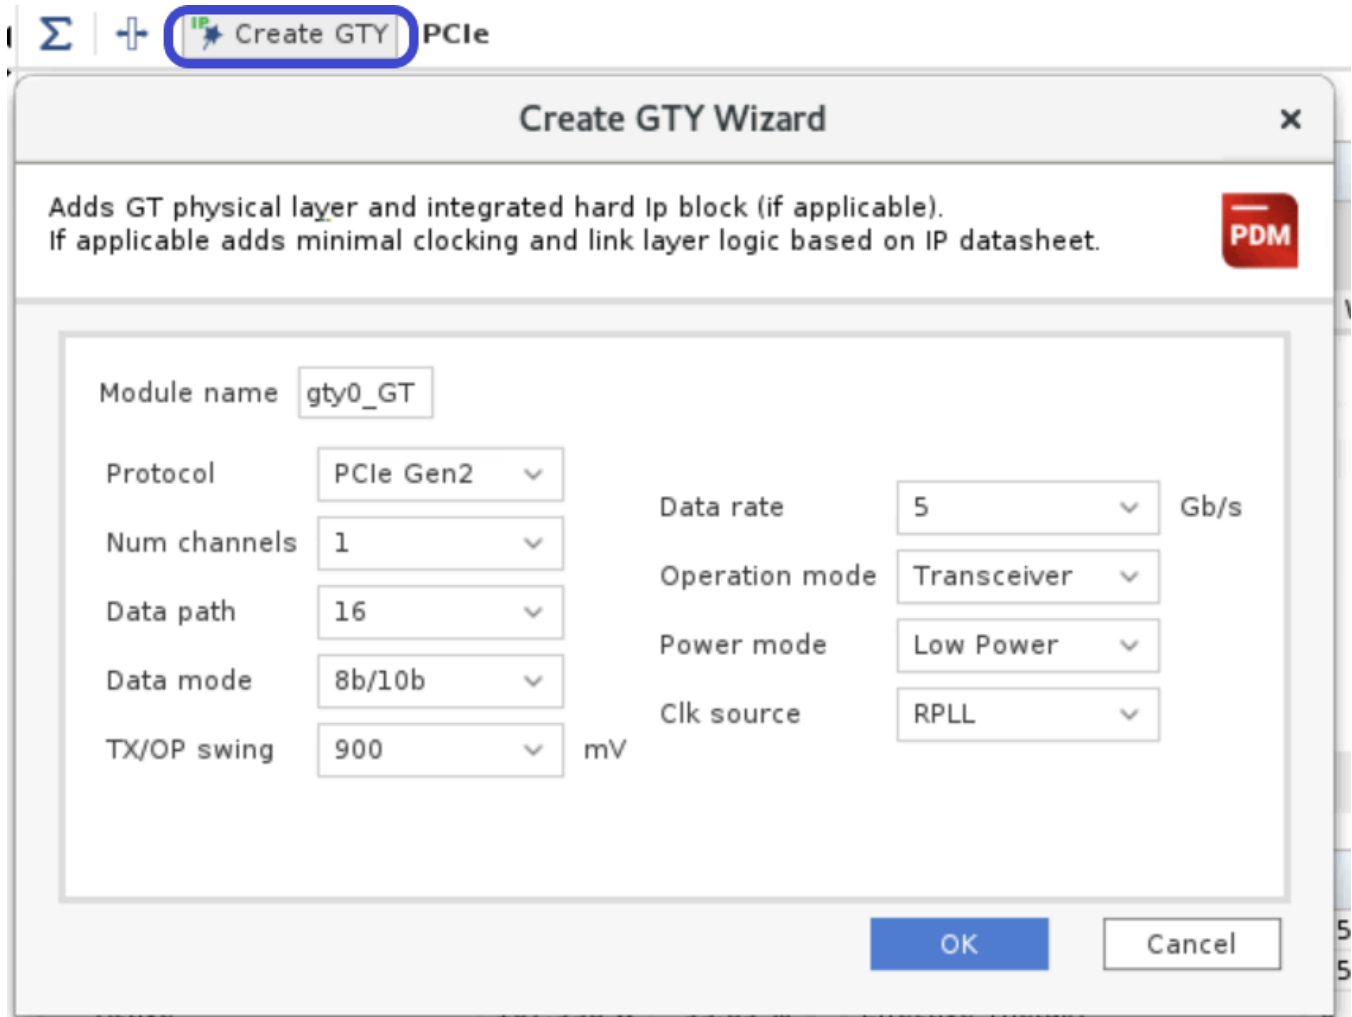 Σ IP Create GTY PCIe
Create GTY Wizard ×
Adds GT physical layer and integrated hard Ip block (if applicable).
If applicable adds minimal clocking and link layer logic based on IP datasheet.
PDM
Module name gty0_GT
Protocol PCIe Gen2
Data rate 5 Gb/s
Num channels 1
Operation mode Transceiver
Data path 16
Power mode Low Power
Data mode 8b/10b
Clk source RPLL
TX/OP swing 900 mV
OK Cancel
5
5